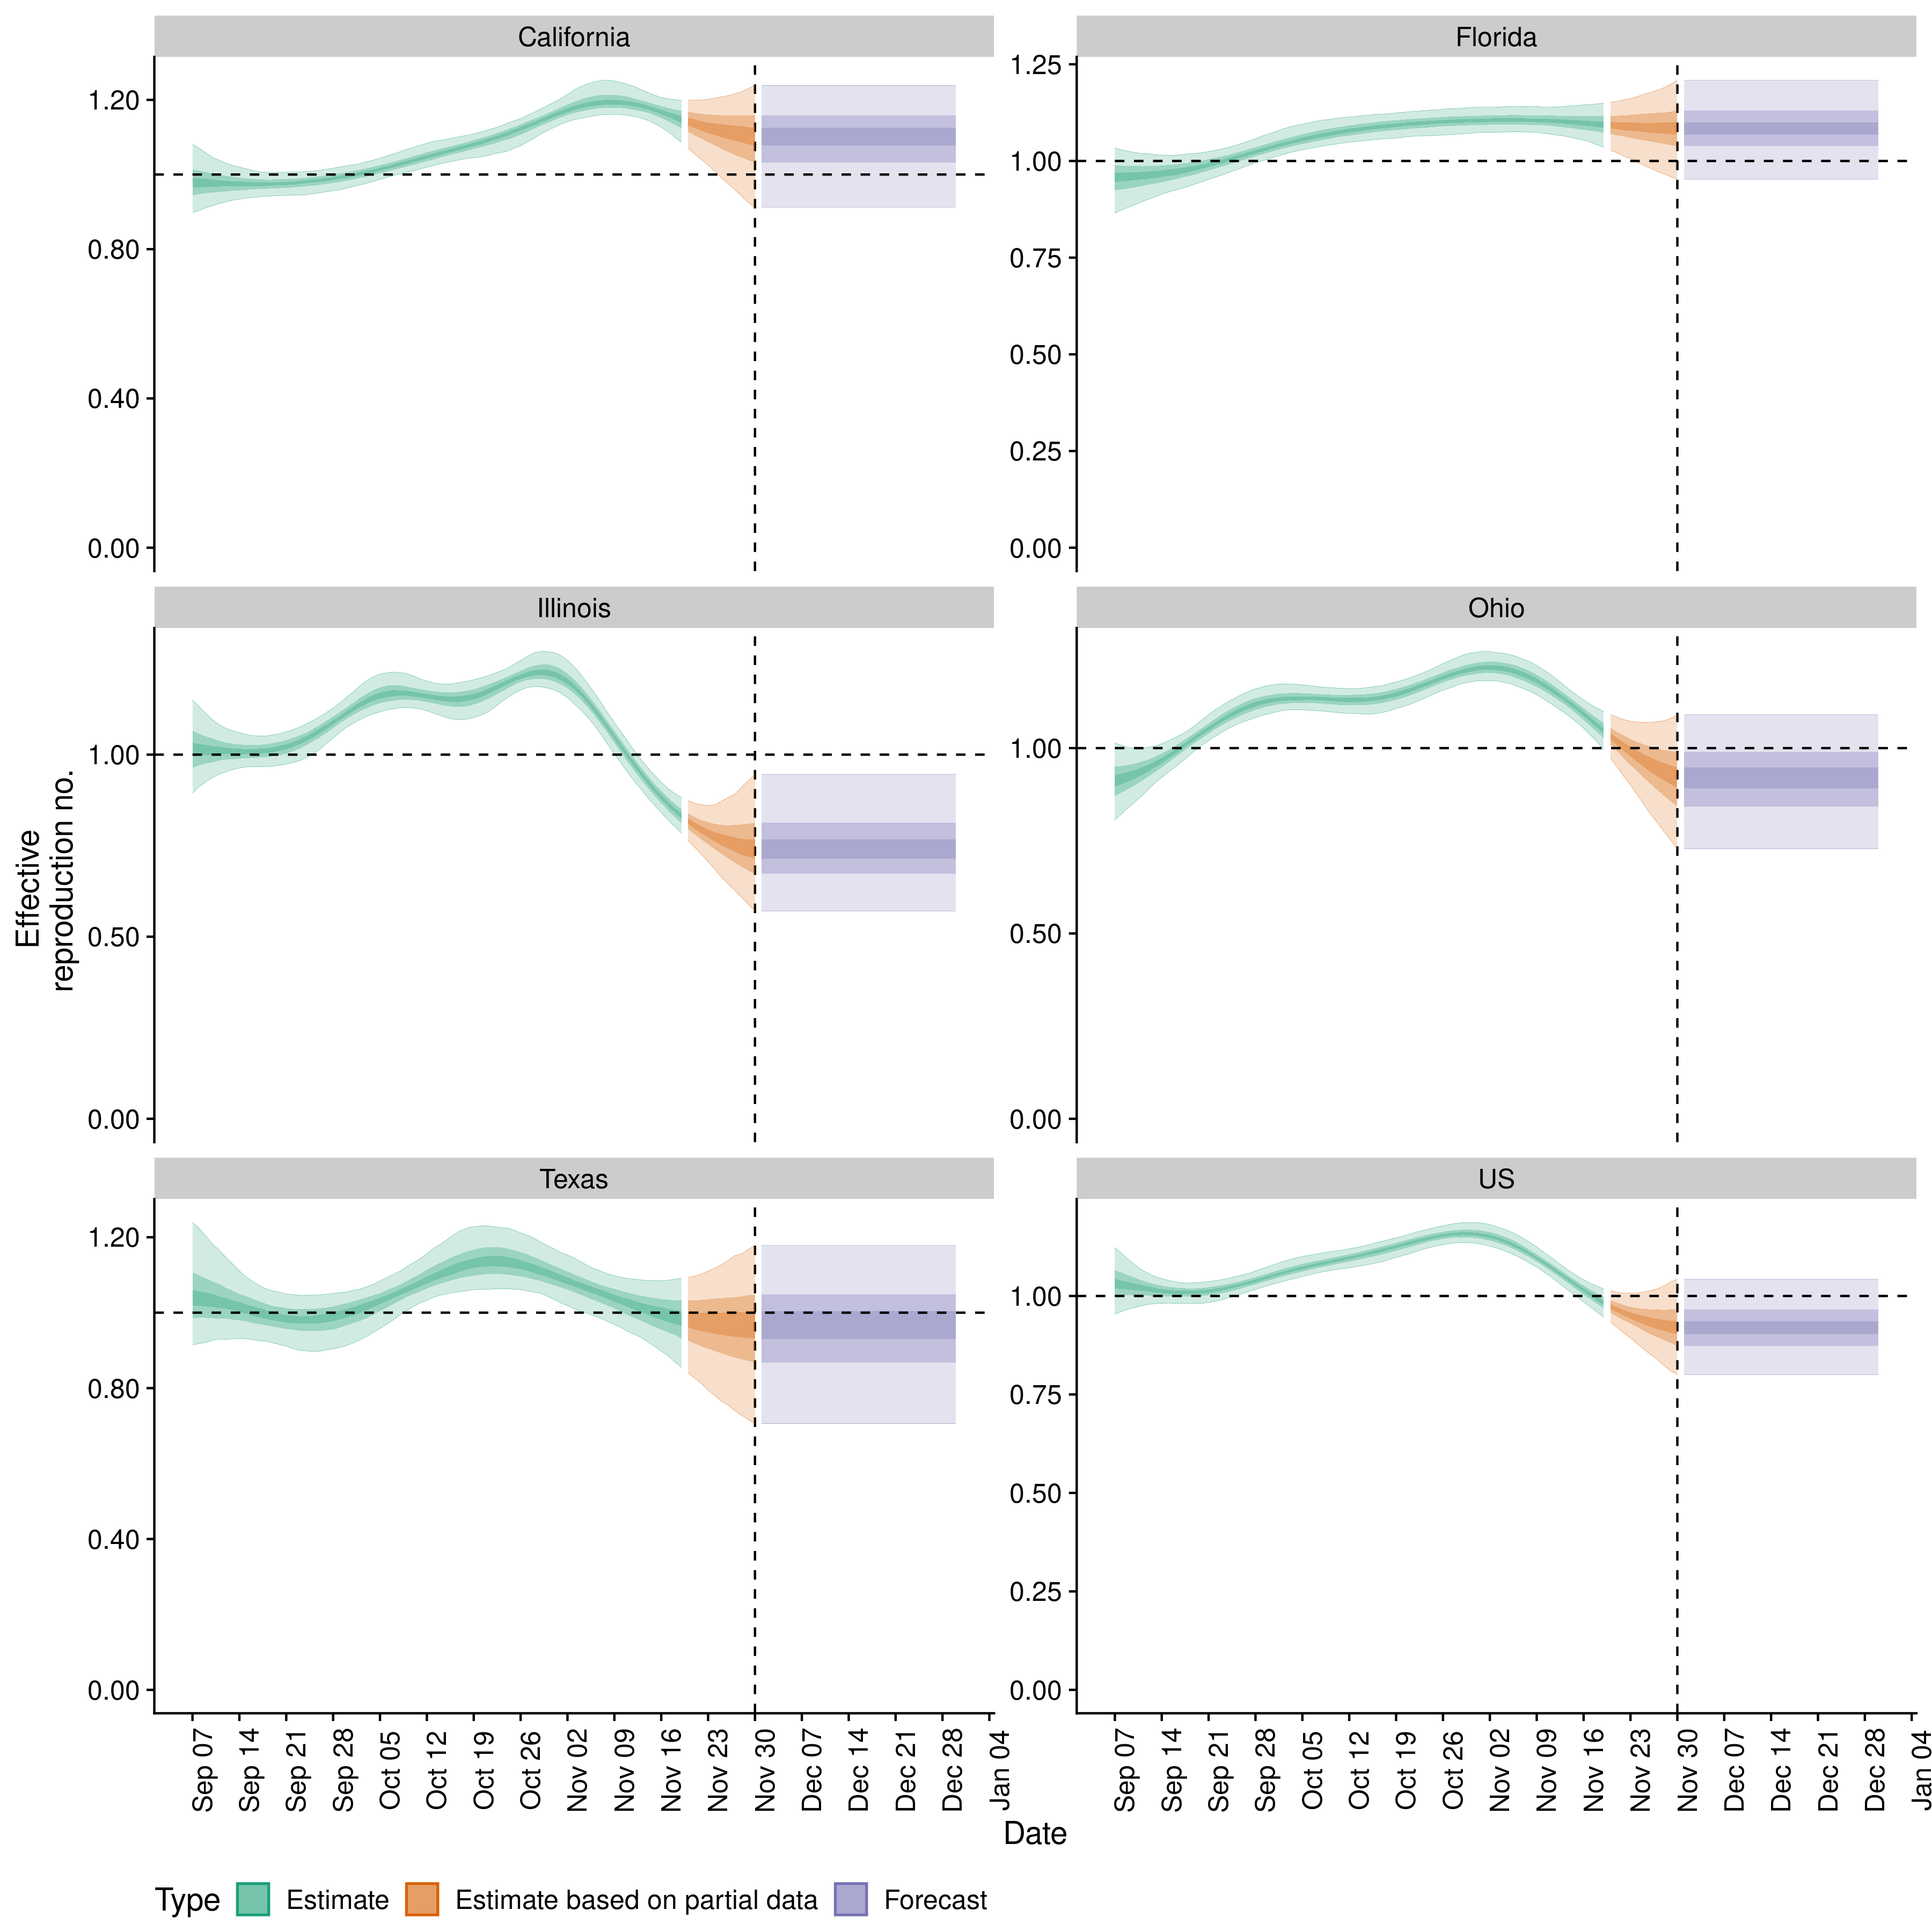 California
Florida
1.20
0.80
0.40
0.00
1.25
1.00
0.75
0.50
0.25
0.00
Illinois
Ohio
1.00
0.50
0.00
1.00
0.50
0.00
Effective
reproduction no.
Texas
US
1.20
0.80
0.40
0.00
1.00
0.75
0.50
0.25
0.00
Sep 07
Sep 14
Sep 21
Sep 28
Oct 05
Oct 12
Oct 19
Oct 26
Nov 02
Nov 09
Nov 16
Nov 23
Nov 30
Dec 07
Dec 14
Dec 21
Dec 28
Jan 04
Sep 07
Sep 14
Sep 21
Sep 28
Oct 05
Oct 12
Oct 19
Oct 26
Nov 02
Nov 09
Nov 16
Nov 23
Nov 30
Dec 07
Dec 14
Dec 21
Dec 28
Jan 04
Date
Type Estimate Estimate based on partial data Forecast